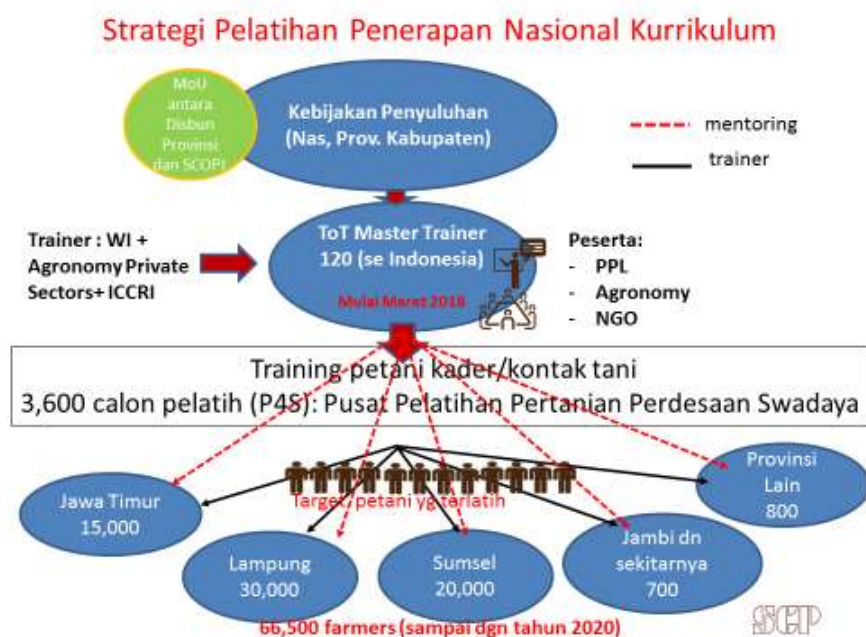 Strategi Pelatihan Penerapan Nasional Kurrikulum
MoU
antara
Disbun
Provinsi
dan SCOPI
Kebijakan Penyuluhan
(Nas, Prov. Kabupaten)
mentoring
trainer
Trainer : WI +
Agronomy Private
Sectors+ ICCRI
ToT Master Trainer
120 (se Indonesia)
Mulai Maret 2016
Peserta:
- PPL
- Agronomy
- NGO
Training petani kader/kontak tani
3,600 calon pelatih (P4S): Pusat Pelatihan Pertanian Perdesaan Swadaya
Jawa Timur
15,000
Target petani yg terlatih
Provinsi
Lain
800
Lampung
30,000
Sumsel
20,000
Jambi dn
sekitarnya
700
66,500 farmers (sampai dgn tahun 2020)
SCP